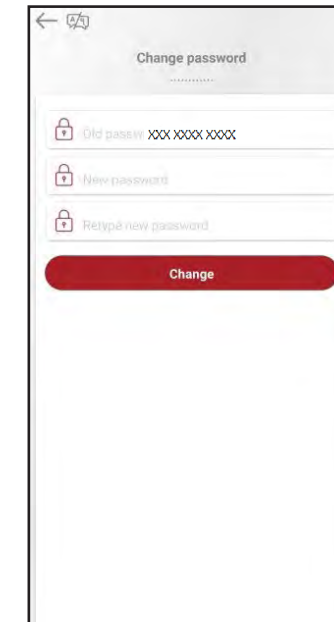 Change password
............
Old passw XXX XXXX XXXX
New password
Retype new password
Change